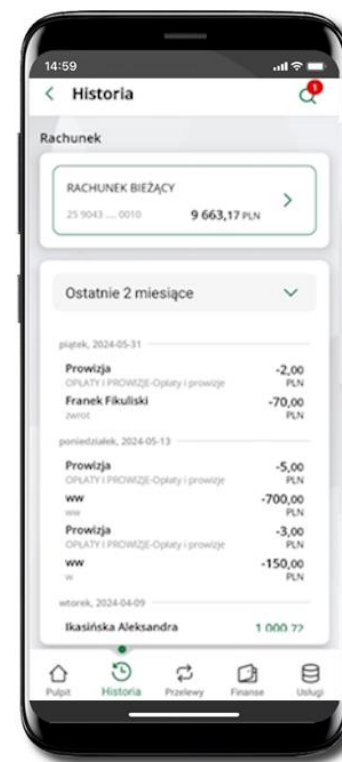 14:59
Historia
1
Rachunek
RACHUNEK BIEŻĄCY
25 9043 .... 0010 9 663,17 PLN
Ostatnie 2 miesiące
piątek, 2024-05-31
Prowizja -2,00
OPŁATY I PROWIZJE-Opłaty i prowizje PLN
Franek Fikuliski -70,00
zwrot PLN
poniedziałek, 2024-05-13
Prowizja -5,00
OPŁATY I PROWIZJE-Opłaty i prowizje PLN
ww -700,00
ww PLN
Prowizja -3,00
OPŁATY I PROWIZJE-Opłaty i prowizje PLN
ww -150,00
w PLN
wtorek, 2024-04-09
Ikasińska Aleksandra 1 000,72
Pulpit Historia Przelewy Finanse Usługi